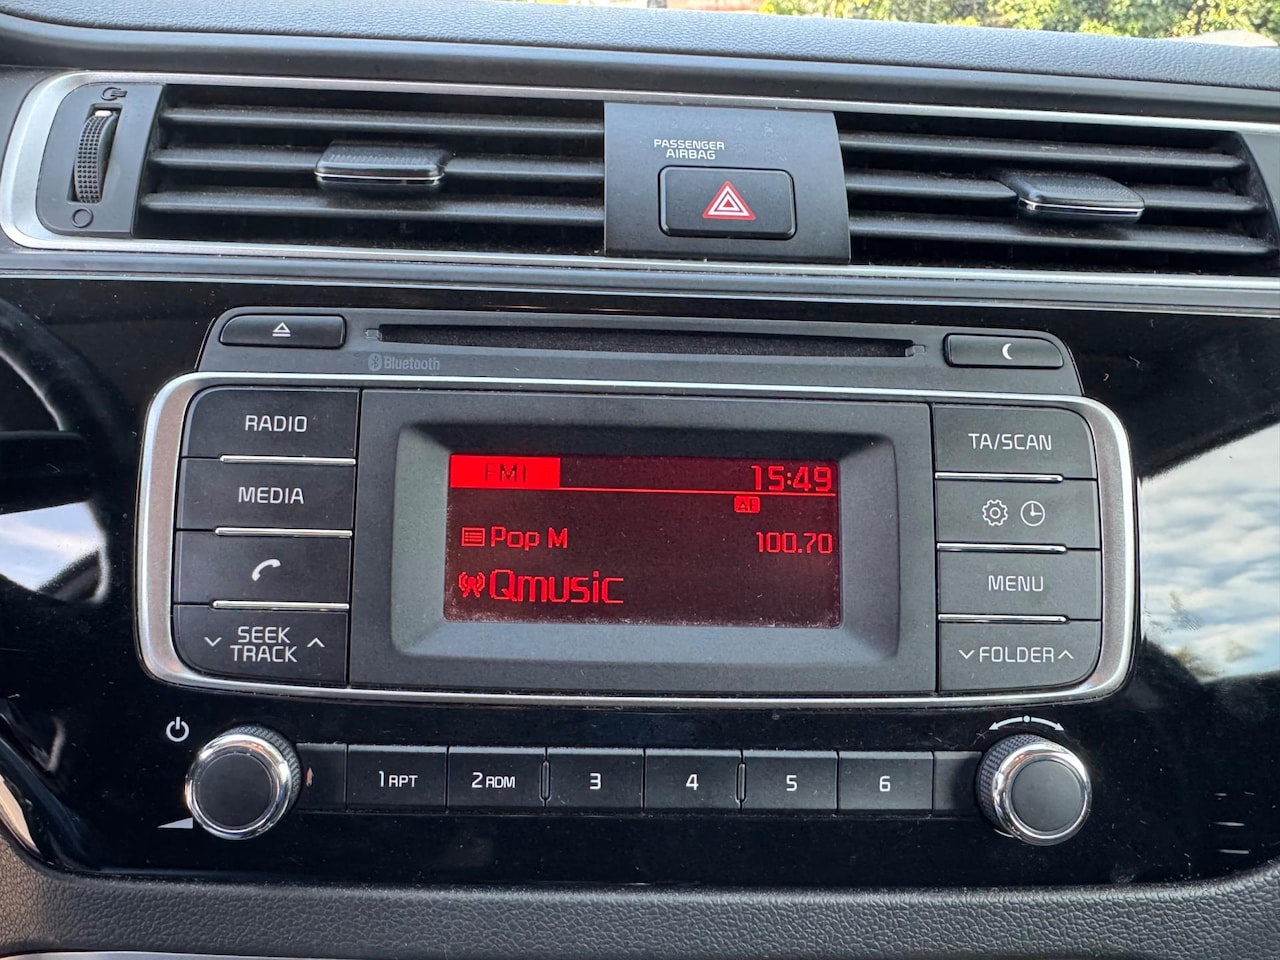 PASSENGER
AIRBAG
Bluetooth
RADIO
MEDIA
SEEK
TRACK
FM1
15:49
AF
Pop M
100.70
Qmusic
TA/SCAN
MENU
FOLDER
1 RPT
2 RDM
3
4
5
6